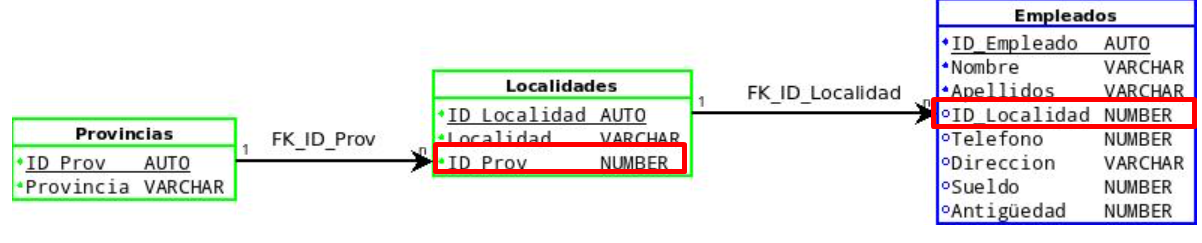 Provincias
ID_Prov AUTO
Provincia VARCHAR
1
FK_ID_Prov
n
Localidades
ID_Localidad AUTO
Localidad VARCHAR
ID_Prov NUMBER
1
FK_ID_Localidad
n
Empleados
ID_Empleado AUTO
Nombre VARCHAR
Apellidos VARCHAR
ID_Localidad NUMBER
Telefono NUMBER
Direccion VARCHAR
Sueldo NUMBER
Antigüedad NUMBER